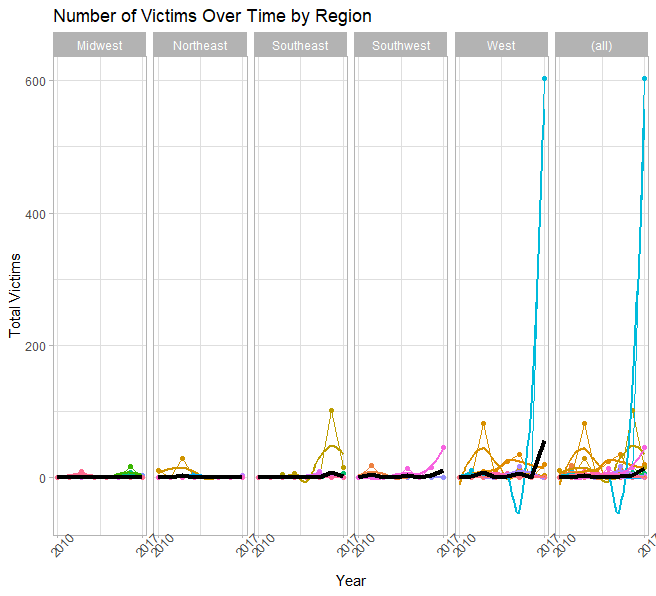 Number of Victims Over Time by Region
Midwest Northeast Southeast Southwest West (all)
600
400
200
0
Total Victims
2010 2017 2010 2017 2010 2017 2010 2017 2010 2017 2010 2017
Year